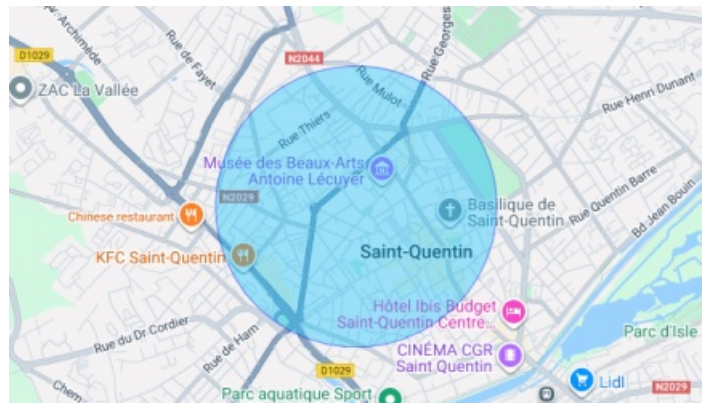 Av. Archimède
Rue de Fayet
N2044
Rue Georges
D1029
ZAC La Vallée
Rue Mulot
Rue Henri Dunant
Rue Thiers
Musée des Beaux-Arts
Antoine Lécuyer
N2029
Chinese restaurant
Basilique de
Saint-Quentin
Rue Quentin Barre
Bd Jean Bouin
KFC Saint-Quentin
Saint-Quentin
Hôtel Ibis Budget
Saint-Quentin Centre...
Rue du Dr Cordier
Rue de Ham
Parc d'Isle
CINÉMA CGR
Saint Quentin
D1029
Chem.
Parc aquatique Sport
Lidl
N2029